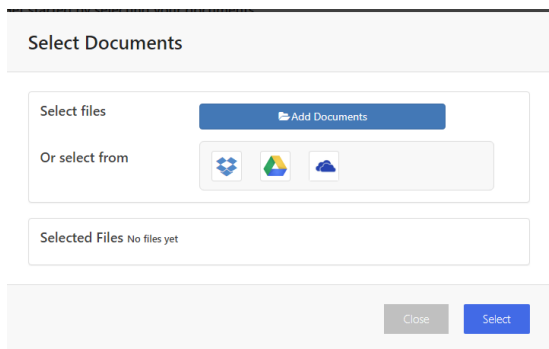 Select Documents
Select files
Add Documents
Or select from
Selected Files No files yet
Close
Select